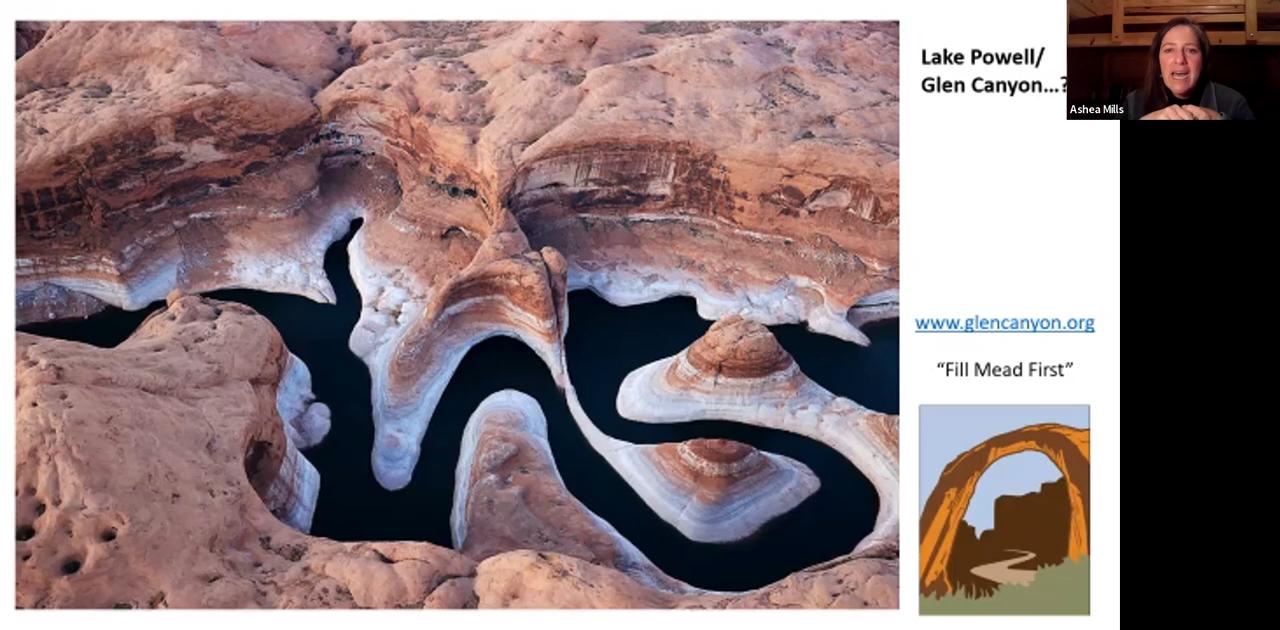 Lake Powell/
Glen Canyon...?
Ashea Mills
www.glencanyon.org
“Fill Mead First”